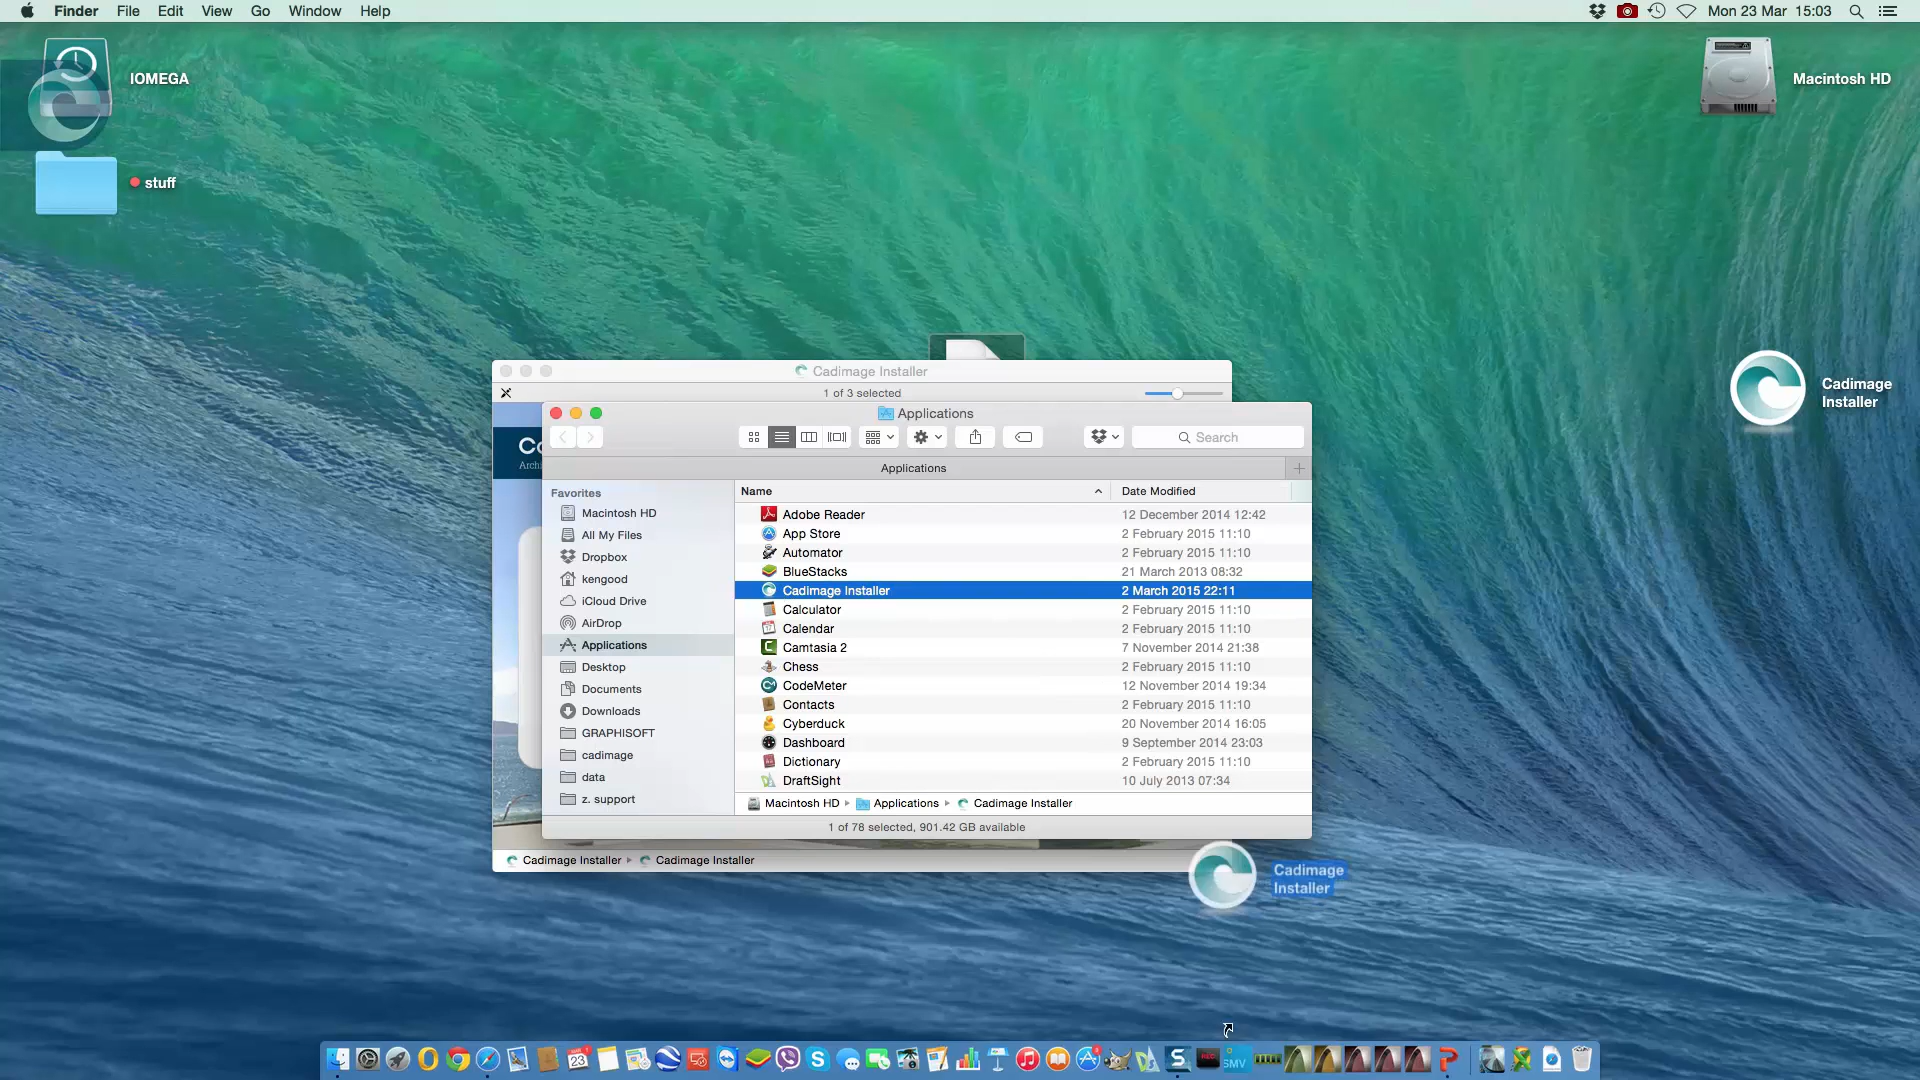 Finder File Edit View Go Window Help
Mon 23 Mar 15:03
IOMEGA
Macintosh HD
stuff
Cadimage
Installer
Cadimage Installer
1 of 3 selected
Applications
Search
Applications
Name Date Modified
Favorites
Macintosh HD
All My Files
Dropbox
kengood
iCloud Drive
AirDrop
Applications
Desktop
Documents
Downloads
GRAPHISOFT
cadimage
data
z. support
Adobe Reader 12 December 2014 12:42
App Store 2 February 2015 11:10
Automator 2 February 2015 11:10
BlueStacks 21 March 2013 08:32
Cadimage Installer 2 March 2015 22:11
Calculator 2 February 2015 11:10
Calendar 2 February 2015 11:10
Camtasia 2 7 November 2014 21:38
Chess 2 February 2015 11:10
CodeMeter 12 November 2014 19:34
Contacts 2 February 2015 11:10
Cyberduck 20 November 2014 16:05
Dashboard 9 September 2014 23:03
Dictionary 2 February 2015 11:10
DraftSight 10 July 2013 07:34
Macintosh HD Applications Cadimage Installer
1 of 78 selected, 901.42 GB available
Cadimage Installer Cadimage Installer
Cadimage
Installer
23
SMV